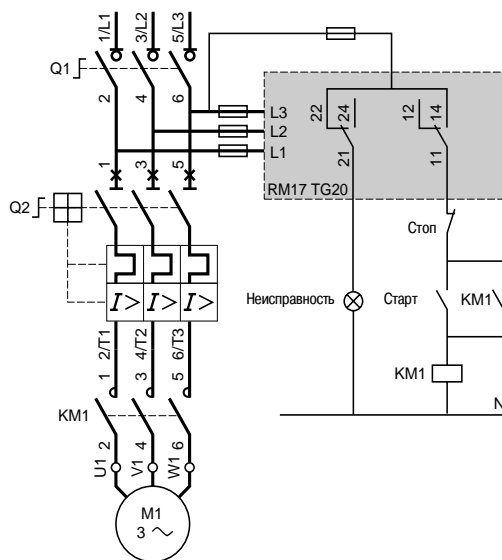 1/L1 3/L2 5/L3
Q1
2 4 6
L3
L2
L1
22 24 12 14
21 11
RM17 TG20
1 3 5
Q2
I> I> I>
Стоп
Неисправность
Старт
KM1
2/T1 4/T2 6/T3
KM1
1 3 5
KM1
N
2 4 6
U1 V1 W1
M1
3 ~